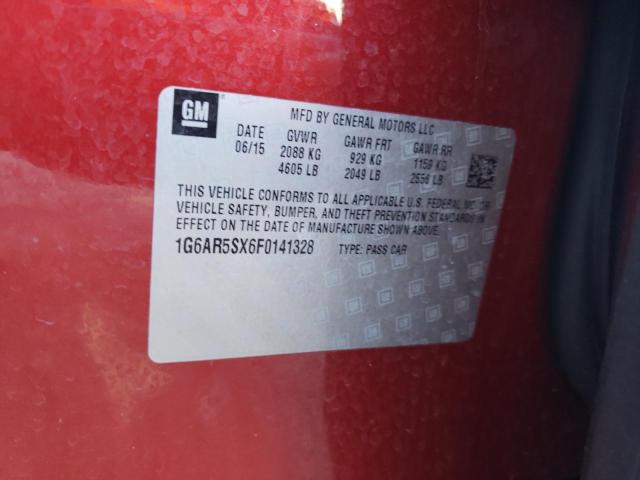 GM
MFD BY GENERAL MOTORS LLC
DATE GVWR GAWR FRT GAWR RR
06/15 2088 KG 929 KG 1159 KG
4605 LB 2049 LB 2556 LB
THIS VEHICLE CONFORMS TO ALL APPLICABLE U.S. FEDERAL MOTOR
VEHICLE SAFETY, BUMPER, AND THEFT PREVENTION STANDARDS IN
EFFECT ON THE DATE OF MANUFACTURE SHOWN ABOVE.
1G6AR5SX6F0141328 TYPE: PASS CAR